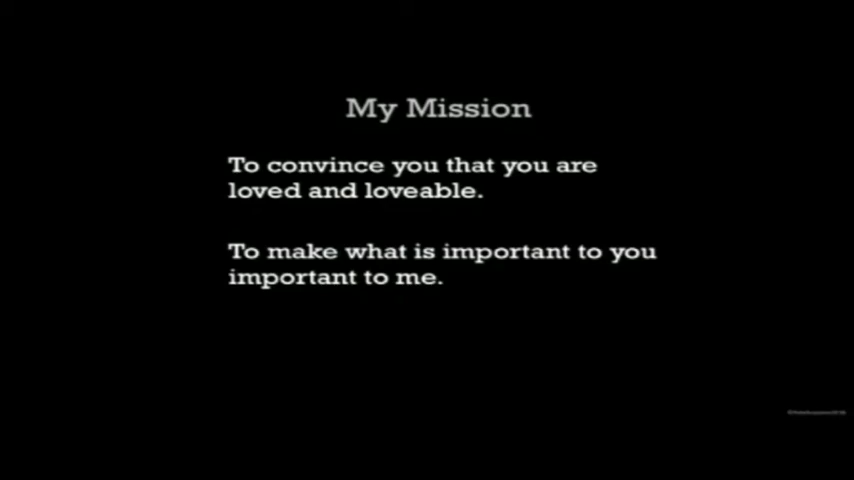 My Mission
To convince you that you are
loved and loveable.
To make what is important to you
important to me.